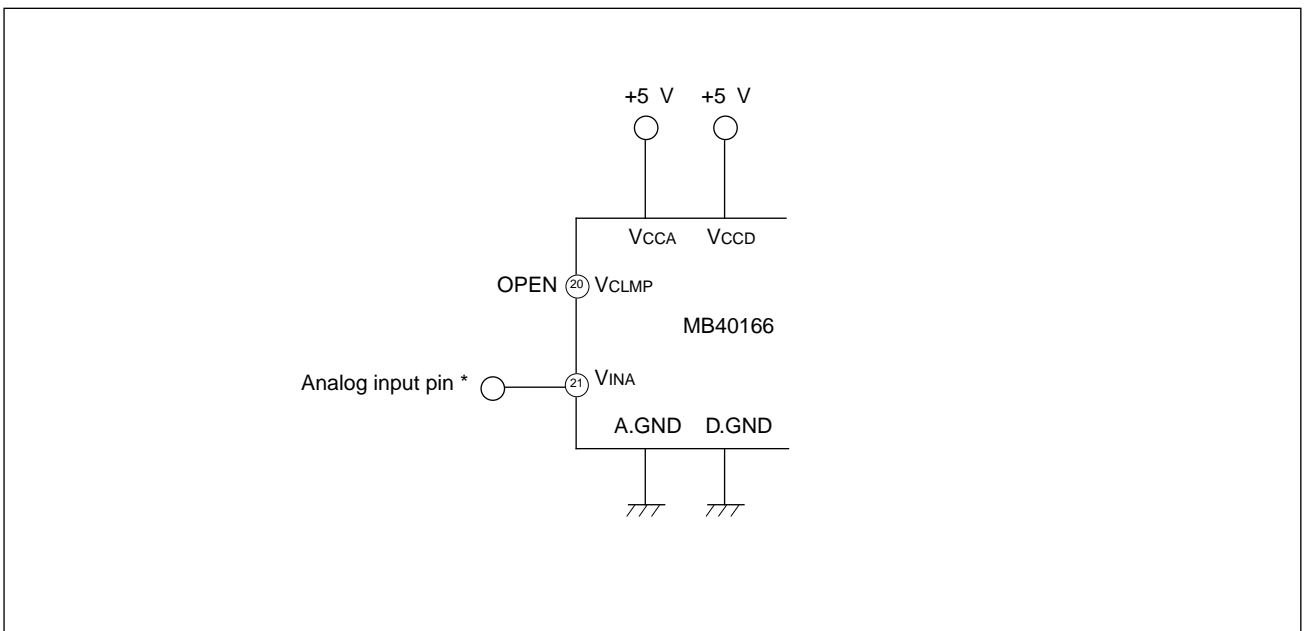 +5 V +5 V
VCCA VCCD
OPEN 20 VCLMP
MB40166
Analog input pin * 21 VINA
A.GND D.GND